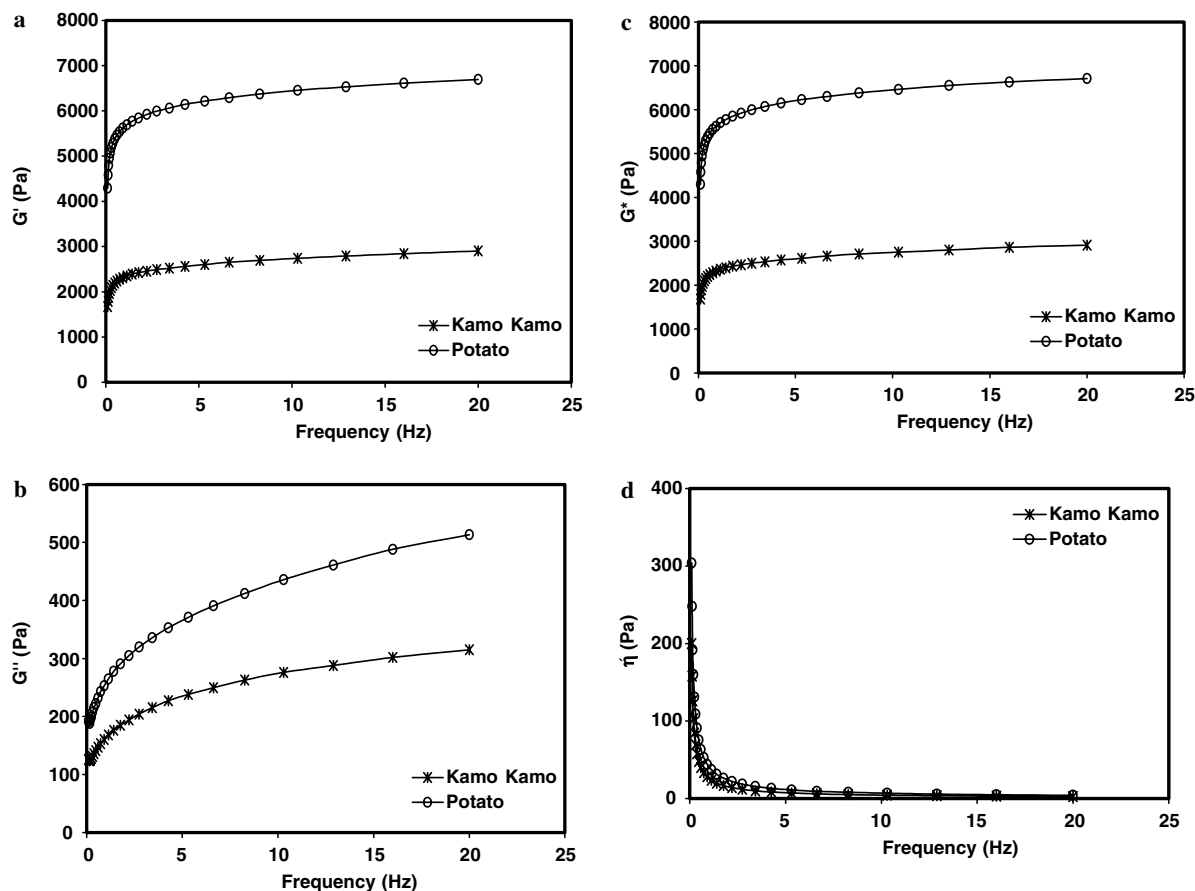 a
8000
7000
6000
5000
4000
3000
2000
1000
0
G' (Pa)
Kamo Kamo
Potato
0 5 10 15 20 25
Frequency (Hz)
c
8000
7000
6000
5000
4000
3000
2000
1000
0
G* (Pa)
Kamo Kamo
Potato
0 5 10 15 20 25
Frequency (Hz)
b
600
500
400
300
200
100
0
G'' (Pa)
Kamo Kamo
Potato
0 5 10 15 20 25
Frequency (Hz)
d
400
300
200
100
0
ή (Pa)
Kamo Kamo
Potato
0 5 10 15 20 25
Frequency (Hz)